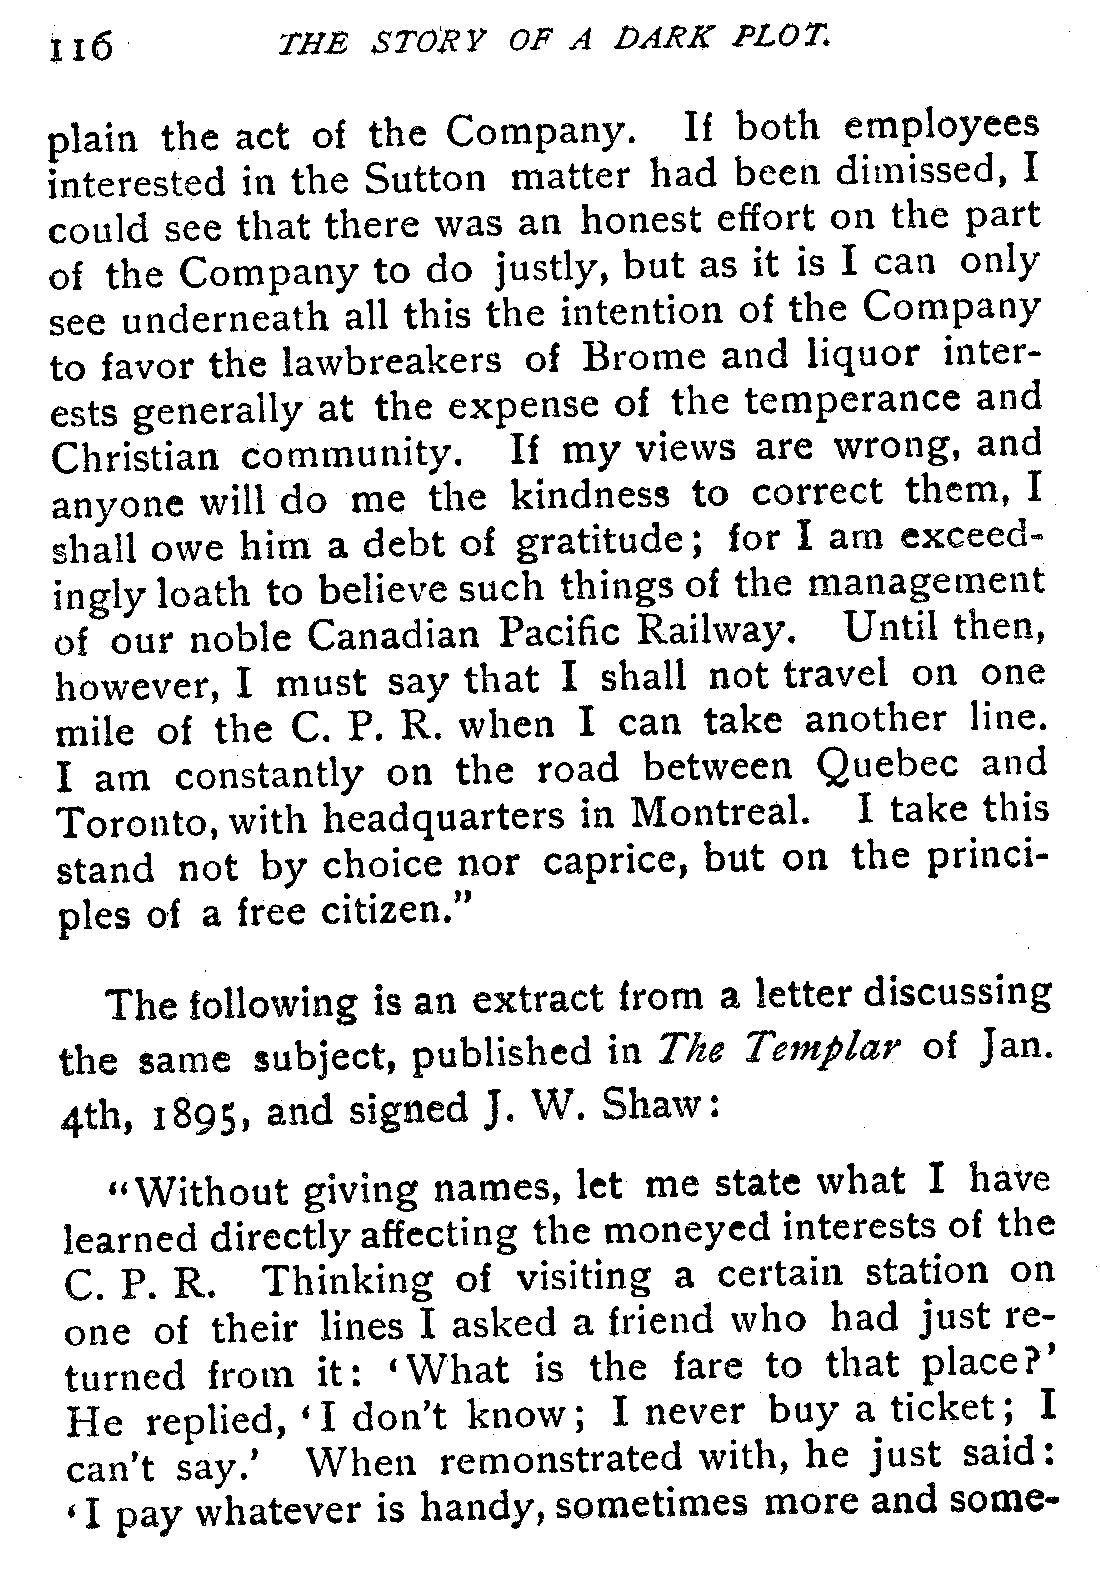 116 THE STORY OF A DARK PLOT.
plain the act of the Company. If both employees
interested in the Sutton matter had been dimissed, I
could see that there was an honest effort on the part
of the Company to do justly, but as it is I can only
see underneath all this the intention of the Company
to favor the lawbreakers of Brome and liquor inter-
ests generally at the expense of the temperance and
Christian community. If my views are wrong, and
anyone will do me the kindness to correct them, I
shall owe him a debt of gratitude; for I am exceed-
ingly loath to believe such things of the management
of our noble Canadian Pacific Railway. Until then,
however, I must say that I shall not travel on one
mile of the C. P. R. when I can take another line.
I am constantly on the road between Quebec and
Toronto, with headquarters in Montreal. I take this
stand not by choice nor caprice, but on the princi-
ples of a free citizen."
The following is an extract from a letter discussing
the same subject, published in The Templar of Jan.
4th, 1895, and signed J. W. Shaw:
"Without giving names, let me state what I have
learned directly affecting the moneyed interests of the
C. P. R. Thinking of visiting a certain station on
one of their lines I asked a friend who had just re-
turned from it: 'What is the fare to that place?'
He replied, 'I don't know; I never buy a ticket; I
can't say.' When remonstrated with, he just said:
'I pay whatever is handy, sometimes more and some-